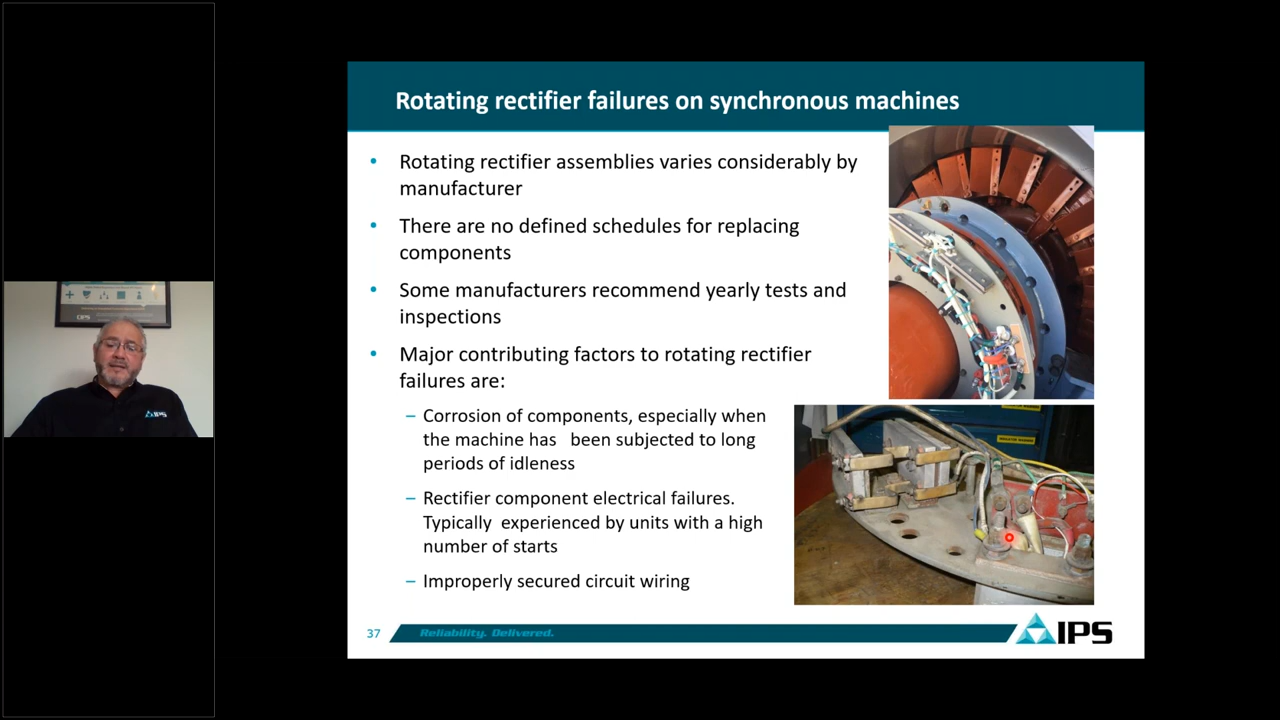 Rotating rectifier failures on synchronous machines
• Rotating rectifier assemblies varies considerably by
manufacturer
• There are no defined schedules for replacing
components
• Some manufacturers recommend yearly tests and
inspections
• Major contributing factors to rotating rectifier
failures are:
– Corrosion of components, especially when
the machine has been subjected to long
periods of idleness
– Rectifier component electrical failures.
Typically experienced by units with a high
number of starts
– Improperly secured circuit wiring
37
Reliability. Delivered.
IPS
IPS
IPS